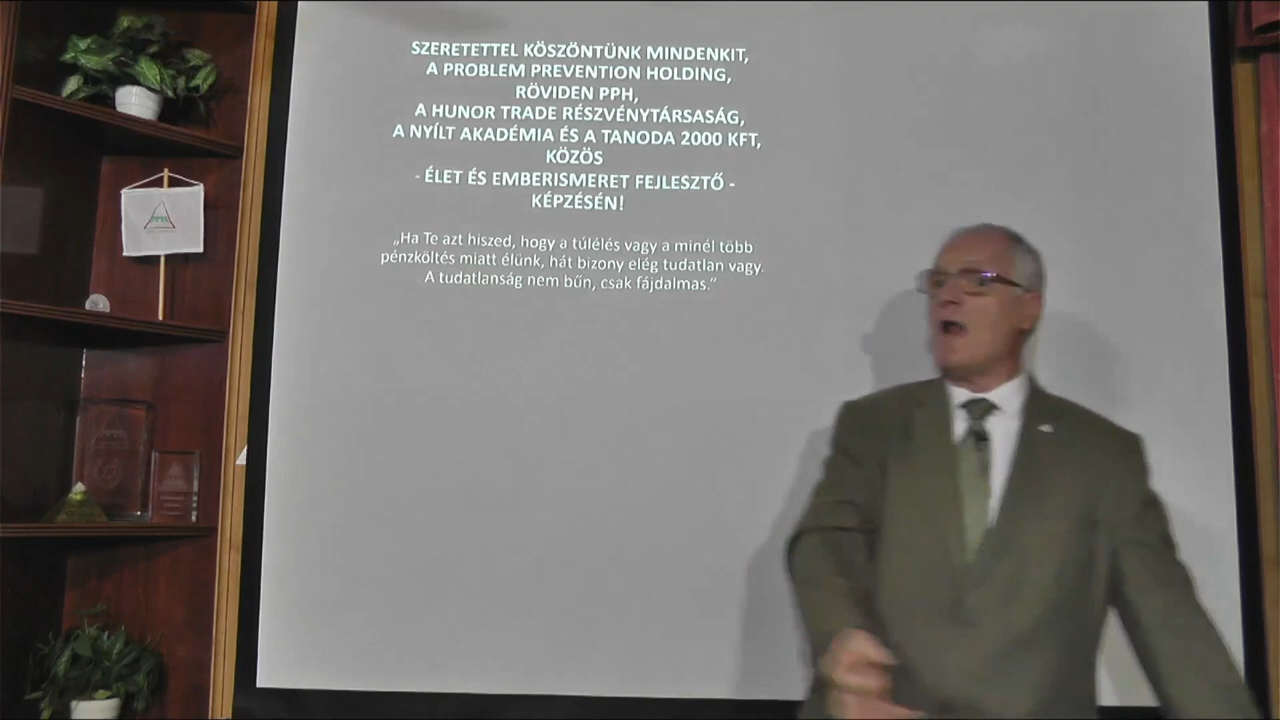 SZERETETTEL KÖSZÖNTÜNK MINDENKIT,
A PROBLEM PREVENTION HOLDING,
RÖVIDEN PPH,
A HUNOR TRADE RÉSZVÉNYTÁRSASÁG,
A NYÍLT AKADÉMIA ÉS A TANODA 2000 KFT,
KÖZÖS
- ÉLET ÉS EMBERISMERET FEJLESZTŐ -
KÉPZÉSÉN!
„Ha Te azt hiszed, hogy a túlélés vagy a minél több
pénzköltés miatt élünk, hát bizony elég tudatlan vagy.
A tudatlanság nem bűn, csak fájdalmas.”